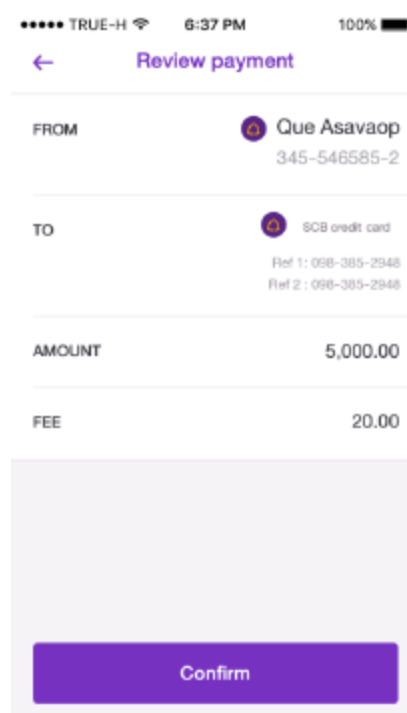 TRUE-H 6:37 PM 100%
Review payment
FROM Que Asavaop
345-546585-2
TO SCB credit card
Ref 1: 098-385-2948
Ref 2 : 098-385-2948
AMOUNT 5,000.00
FEE 20.00
Confirm